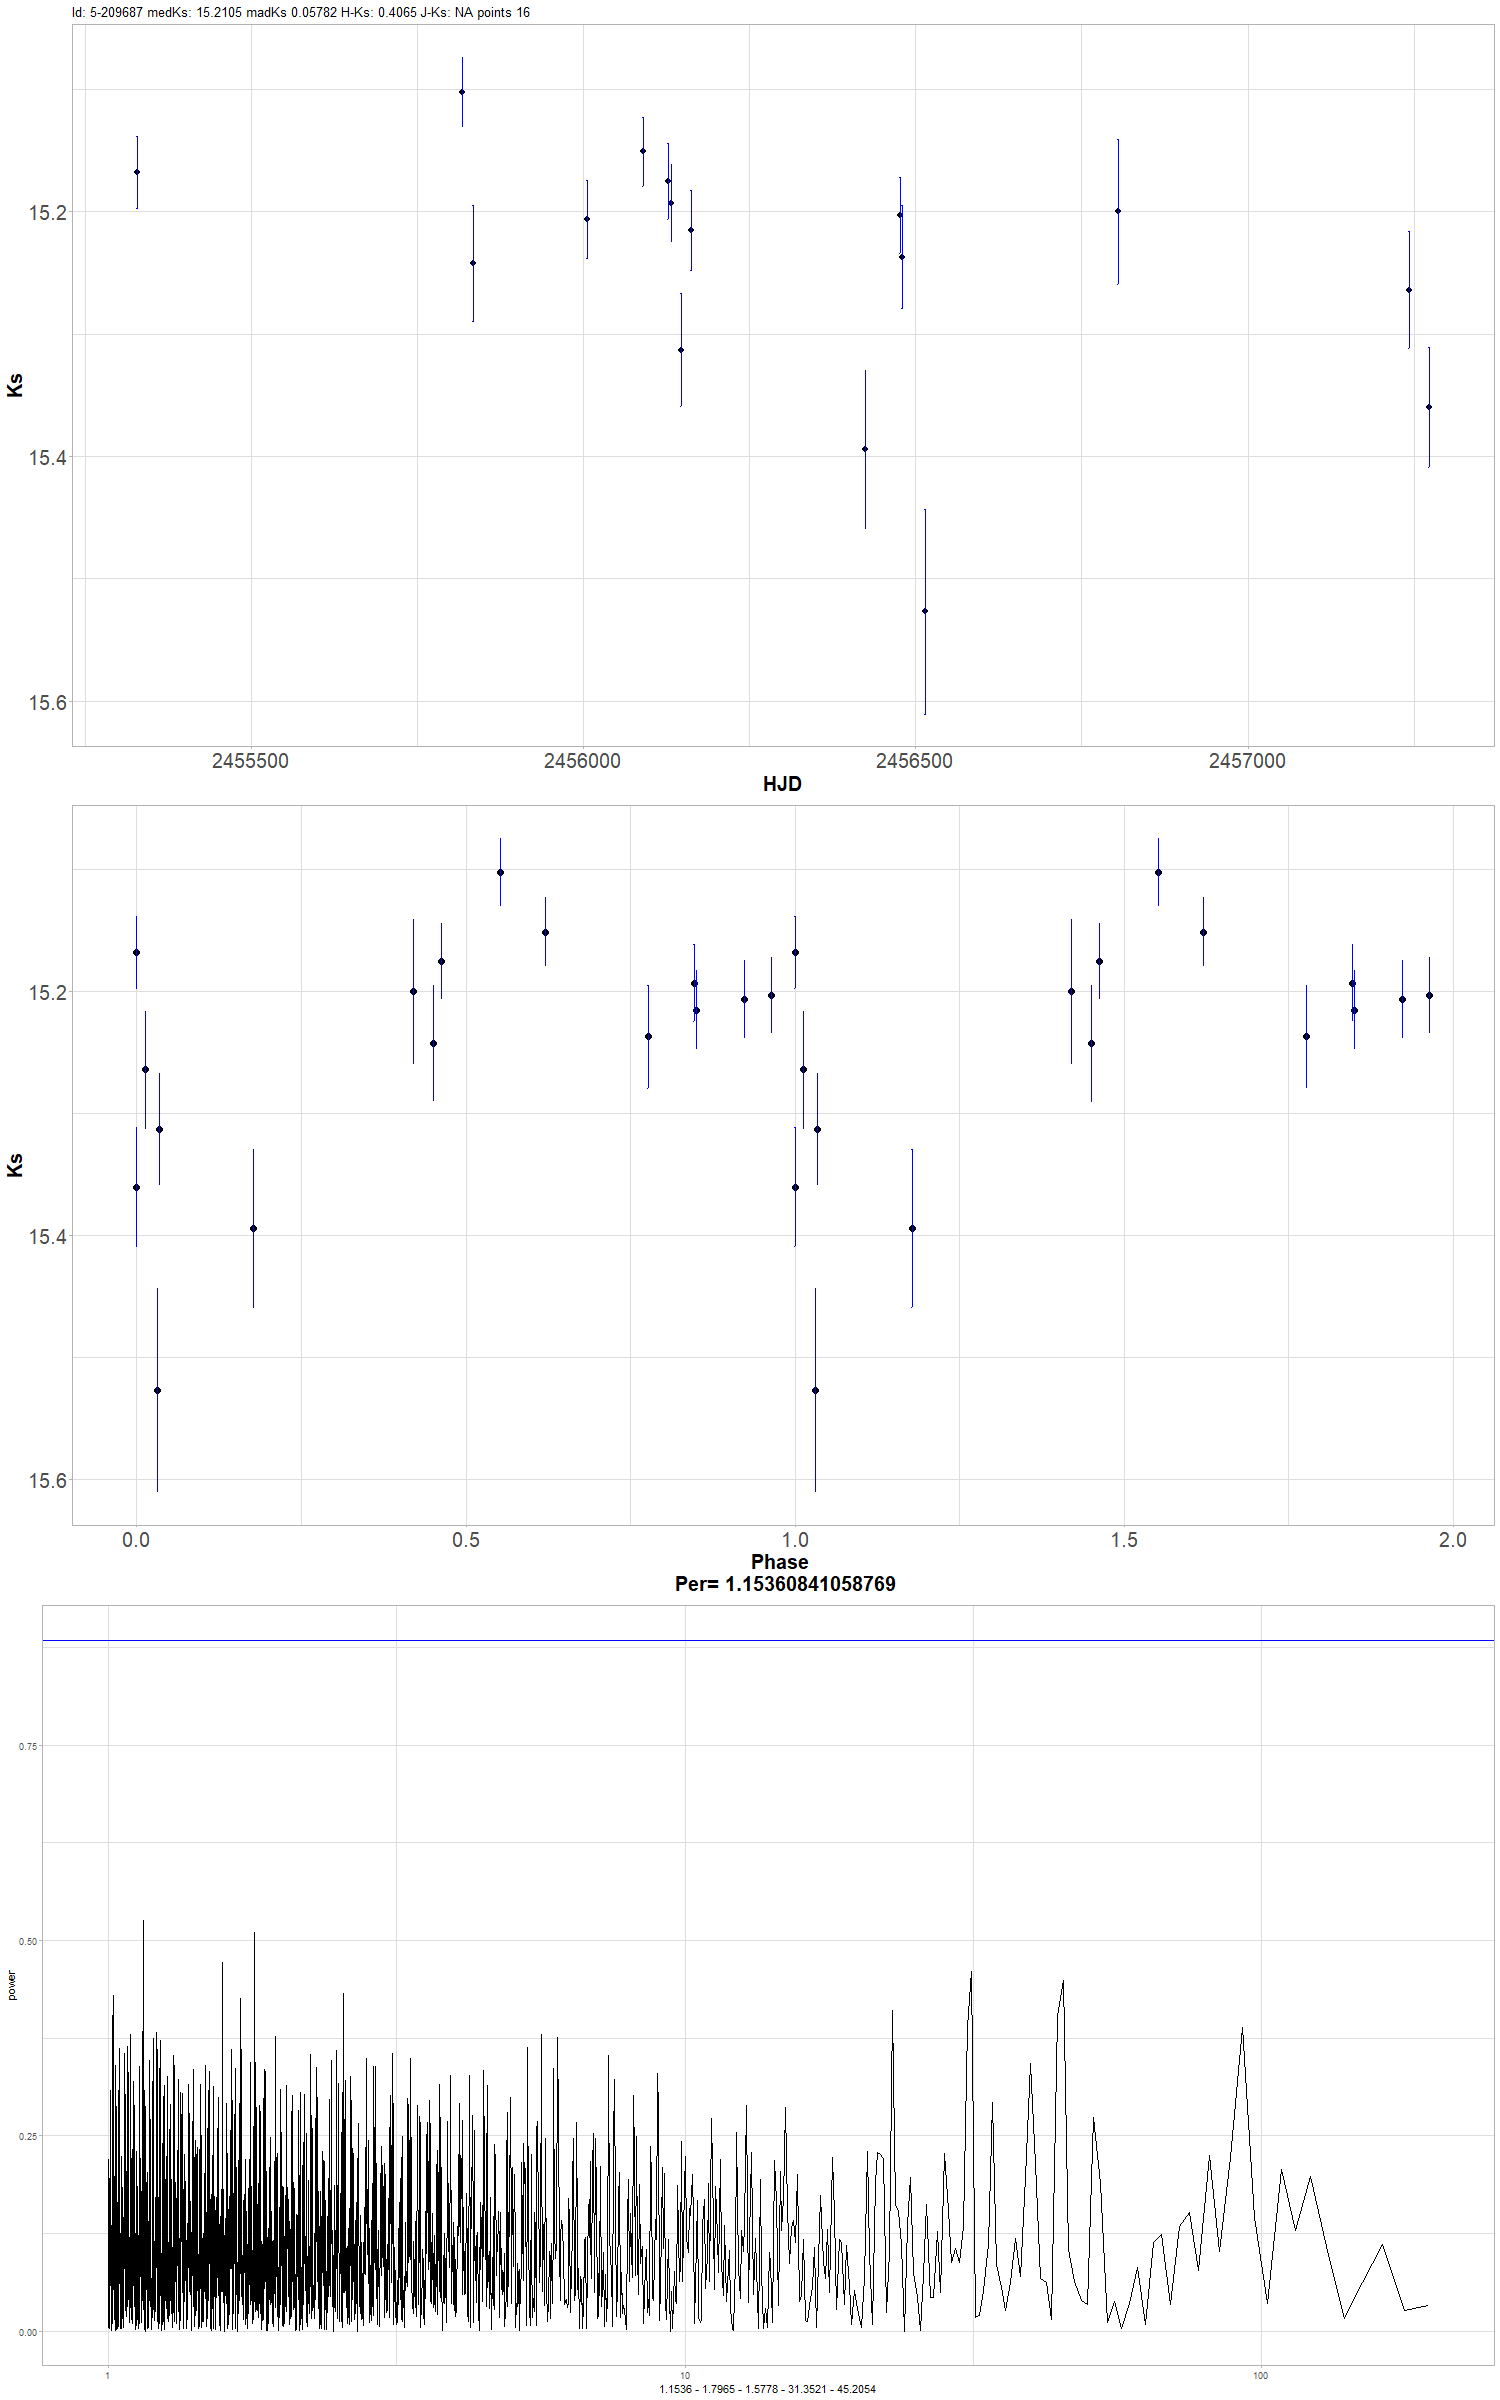 Id: 5-209687 medKs: 15.2105 madKs 0.05782 H-Ks: 0.4065 J-Ks: NA points 16
15.2
15.4
15.6
Ks
2455500 2456000 2456500 2457000
HJD
15.2
15.4
15.6
Ks
0.0 0.5 1.0 1.5 2.0
Phase
Per= 1.15360841058769
0.75
0.50
0.25
0.00
power
1 10 100
1.1536 - 1.7965 - 1.5778 - 31.3521 - 45.2054